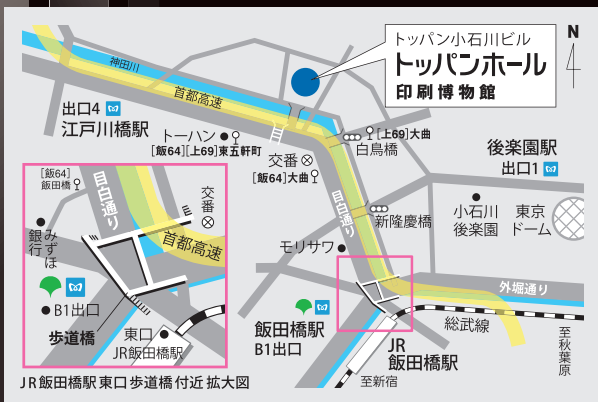 トッパン小石川ビル
トッパンホール
印刷博物館
N
神田川
首都高速
出口4
江戸川橋駅
トーハン
[飯64][上69]東五軒町
[上69]大曲
白鳥橋
交番
[飯64]大曲
後楽園駅
出口1
目白通り
新隆慶橋
小石川
後楽園
東京
ドーム
モリサワ
外堀通り
飯田橋駅
B1出口
JR
飯田橋駅
総武線
至秋葉原
至新宿
[飯64]
飯田橋
目白通り
交番
みずほ
銀行
首都高速
B1出口
歩道橋
東口
JR飯田橋駅
JR飯田橋駅東口歩道橋付近 拡大図